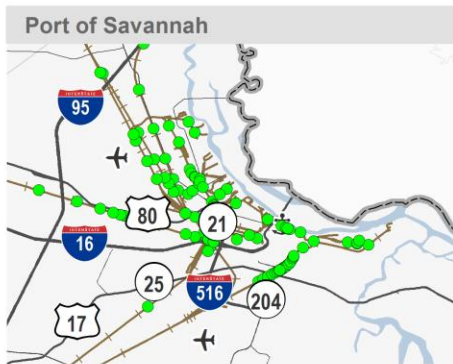 Port of Savannah
INTERSTATE
95
80
21
INTERSTATE
16
25
INTERSTATE
516
204
17